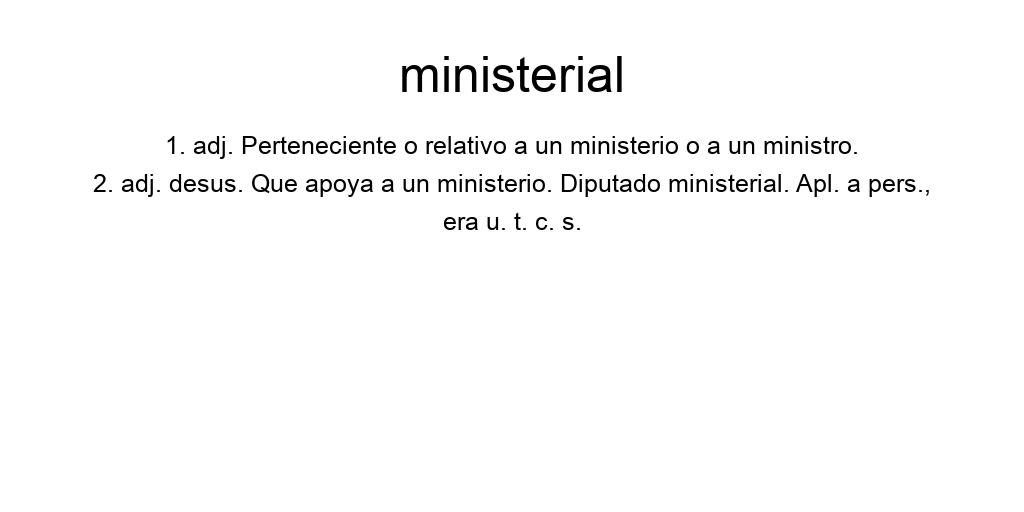 ministerial
1. adj. Perteneciente o relativo a un ministerio o a un ministro.
2. adj. desus. Que apoya a un ministerio. Diputado ministerial. Apl. a pers.,
era u. t. c. s.